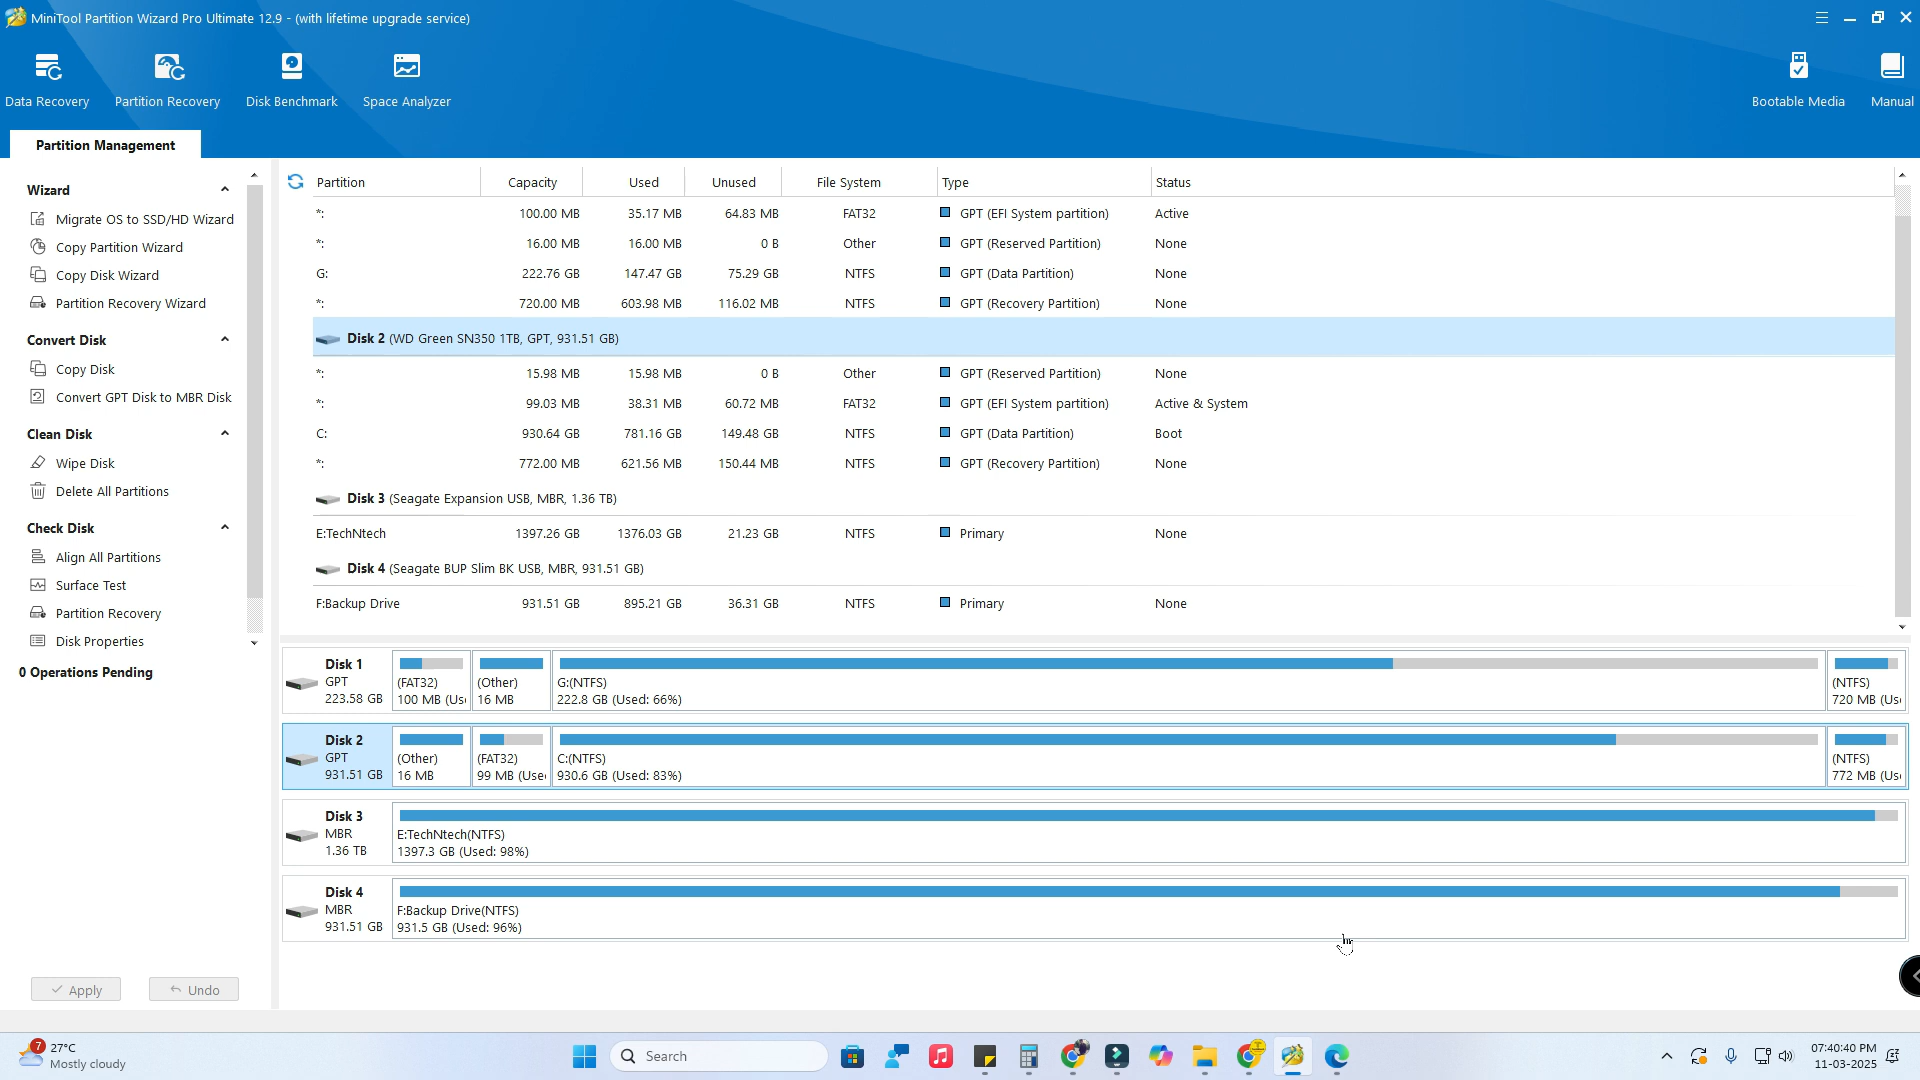 MiniTool Partition Wizard Pro Ultimate 12.9 - (with lifetime upgrade service)
Data Recovery Partition Recovery Disk Benchmark Space Analyzer Bootable Media Manual
Partition Management
Wizard
Migrate OS to SSD/HD Wizard
Copy Partition Wizard
Copy Disk Wizard
Partition Recovery Wizard
Convert Disk
Copy Disk
Convert GPT Disk to MBR Disk
Clean Disk
Wipe Disk
Delete All Partitions
Check Disk
Align All Partitions
Surface Test
Partition Recovery
Disk Properties
0 Operations Pending
Apply Undo
Partition Capacity Used Unused File System Type Status
*: 100.00 MB 35.17 MB 64.83 MB FAT32 GPT (EFI System partition) Active
*: 16.00 MB 16.00 MB 0 B Other GPT (Reserved Partition) None
G: 222.76 GB 147.47 GB 75.29 GB NTFS GPT (Data Partition) None
*: 720.00 MB 603.98 MB 116.02 MB NTFS GPT (Recovery Partition) None
Disk 2 (WD Green SN350 1TB, GPT, 931.51 GB)
*: 15.98 MB 15.98 MB 0 B Other GPT (Reserved Partition) None
*: 99.03 MB 38.31 MB 60.72 MB FAT32 GPT (EFI System partition) Active & System
C: 930.64 GB 781.16 GB 149.48 GB NTFS GPT (Data Partition) Boot
*: 772.00 MB 621.56 MB 150.44 MB NTFS GPT (Recovery Partition) None
Disk 3 (Seagate Expansion USB, MBR, 1.36 TB)
E:TechNtech 1397.26 GB 1376.03 GB 21.23 GB NTFS Primary None
Disk 4 (Seagate BUP Slim BK USB, MBR, 931.51 GB)
F:Backup Drive 931.51 GB 895.21 GB 36.31 GB NTFS Primary None
Disk 1
GPT (FAT32) (Other) G:(NTFS) (NTFS)
223.58 GB 100 MB (Us 16 MB 222.8 GB (Used: 66%) 720 MB (Us
Disk 2
GPT (Other) (FAT32) C:(NTFS) (NTFS)
931.51 GB 16 MB 99 MB (Use 930.6 GB (Used: 83%) 772 MB (Us
Disk 3
MBR E:TechNtech(NTFS)
1.36 TB 1397.3 GB (Used: 98%)
Disk 4
MBR F:Backup Drive(NTFS)
931.51 GB 931.5 GB (Used: 96%)
7
27°C
Mostly cloudy
Search
07:40:40 PM
11-03-2025